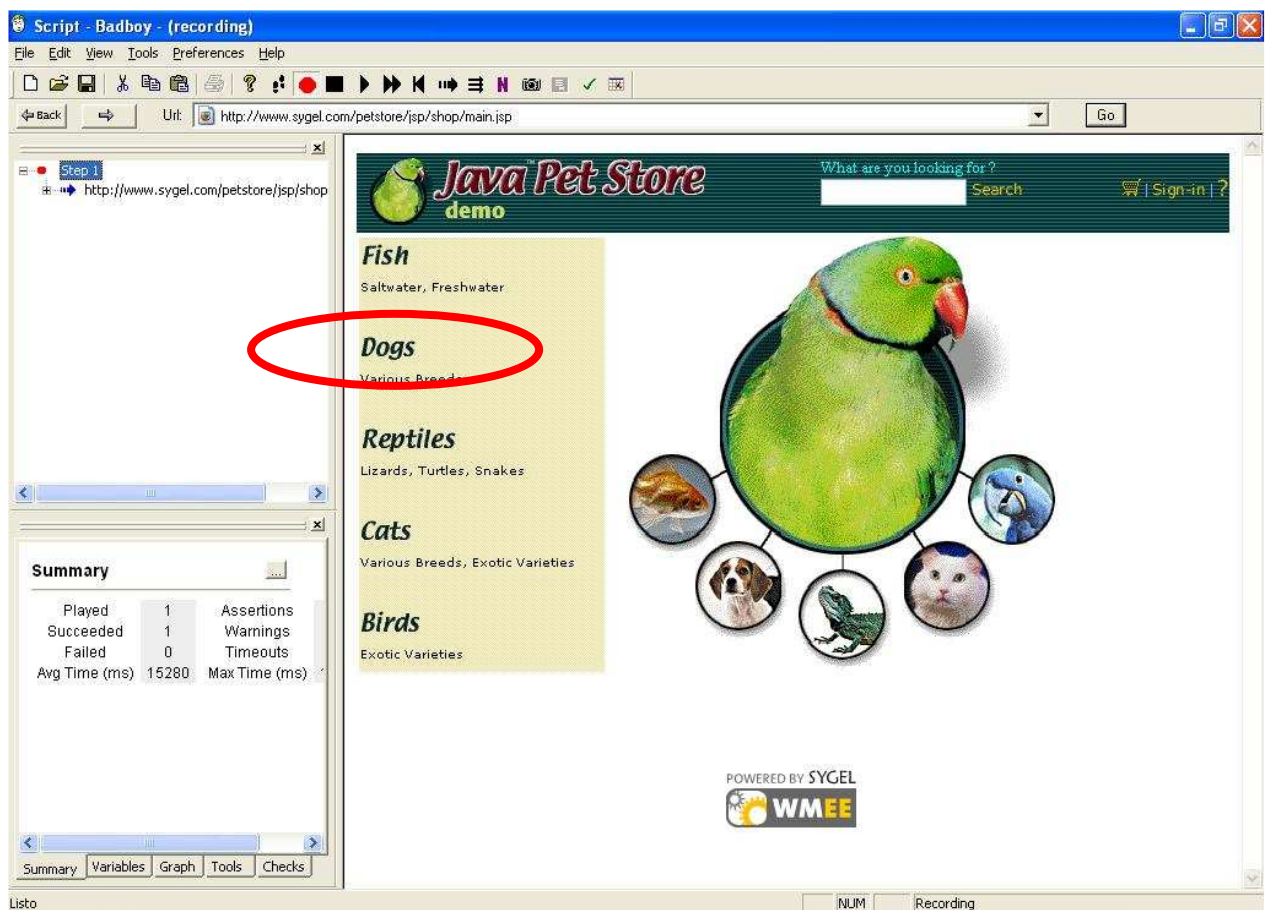 Script - Badboy - (recording)
File Edit View Tools Preferences Help
Back Url: http://www.sygel.com/petstore/jsp/shop/main.jsp Go
Step 1
http://www.sygel.com/petstore/jsp/shop
Summary
...
Played 1 Assertions
Succeeded 1 Warnings
Failed 0 Timeouts
Avg Time (ms) 15280 Max Time (ms)
Summary Variables Graph Tools Checks
Java™ Pet Store
demo
What are you looking for ?
Search
| Sign-in | ?
Fish
Saltwater, Freshwater
Dogs
Various Breeds
Reptiles
Lizards, Turtles, Snakes
Cats
Various Breeds, Exotic Varieties
Birds
Exotic Varieties
POWERED BY SYGEL
WMEE
Listo NUM Recording